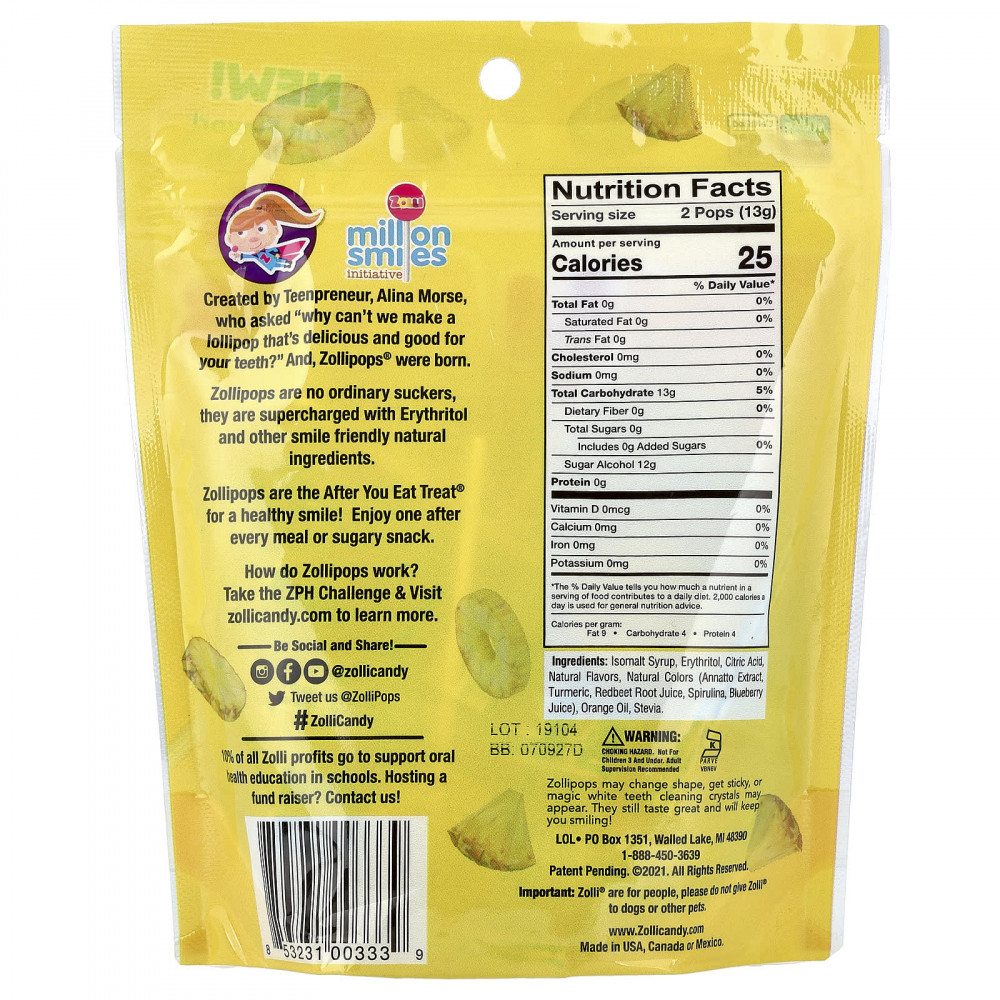 NEW!
Zolli
million
smiles
initiative
Created by Teenpreneur, Alina Morse,
who asked “why can’t we make a
lollipop that’s delicious and good for
your teeth?” And, Zollipops® were born.
Zollipops are no ordinary suckers,
they are supercharged with Erythritol
and other smile friendly natural
ingredients.
Zollipops are the After You Eat Treat®
for a healthy smile! Enjoy one after
every meal or sugary snack.
How do Zollipops work?
Take the ZPH Challenge & Visit
zollicandy.com to learn more.
Be Social and Share!
@zollicandy
Tweet us @ZolliPops
#ZolliCandy
10% of all Zolli profits go to support oral
health education in schools. Hosting a
fund raiser? Contact us!
8 53231 00333 9
Nutrition Facts
Serving size 2 Pops (13g)
Amount per serving
Calories 25
% Daily Value*
Total Fat 0g 0%
Saturated Fat 0g 0%
Trans Fat 0g
Cholesterol 0mg 0%
Sodium 0mg 0%
Total Carbohydrate 13g 5%
Dietary Fiber 0g 0%
Total Sugars 0g
Includes 0g Added Sugars 0%
Sugar Alcohol 12g
Protein 0g
Vitamin D 0mcg 0%
Calcium 0mg 0%
Iron 0mg 0%
Potassium 0mg 0%
*The % Daily Value tells you how much a nutrient in a
serving of food contributes to a daily diet. 2,000 calories a
day is used for general nutrition advice.
Calories per gram:
Fat 9 • Carbohydrate 4 • Protein 4
Ingredients: Isomalt Syrup, Erythritol, Citric Acid,
Natural Flavors, Natural Colors (Annatto Extract,
Turmeric, Redbeet Root Juice, Spirulina, Blueberry
Juice), Orange Oil, Stevia.
LOT : 19104
BB: 070927D
WARNING:
CHOKING HAZARD. Not For
Children 3 And Under. Adult
Supervision Recommended
K
PARVE
Zollipops may change shape, get sticky, or
magic white teeth cleaning crystals may
appear. They still taste great and will keep
you smiling!
LOL• PO Box 1351, Walled Lake, MI 48390
1-888-450-3639
Patent Pending. ©2021. All Rights Reserved.
Important: Zolli® are for people, please do not give Zolli®
to dogs or other pets.
www.Zollicandy.com
Made in USA, Canada or Mexico.